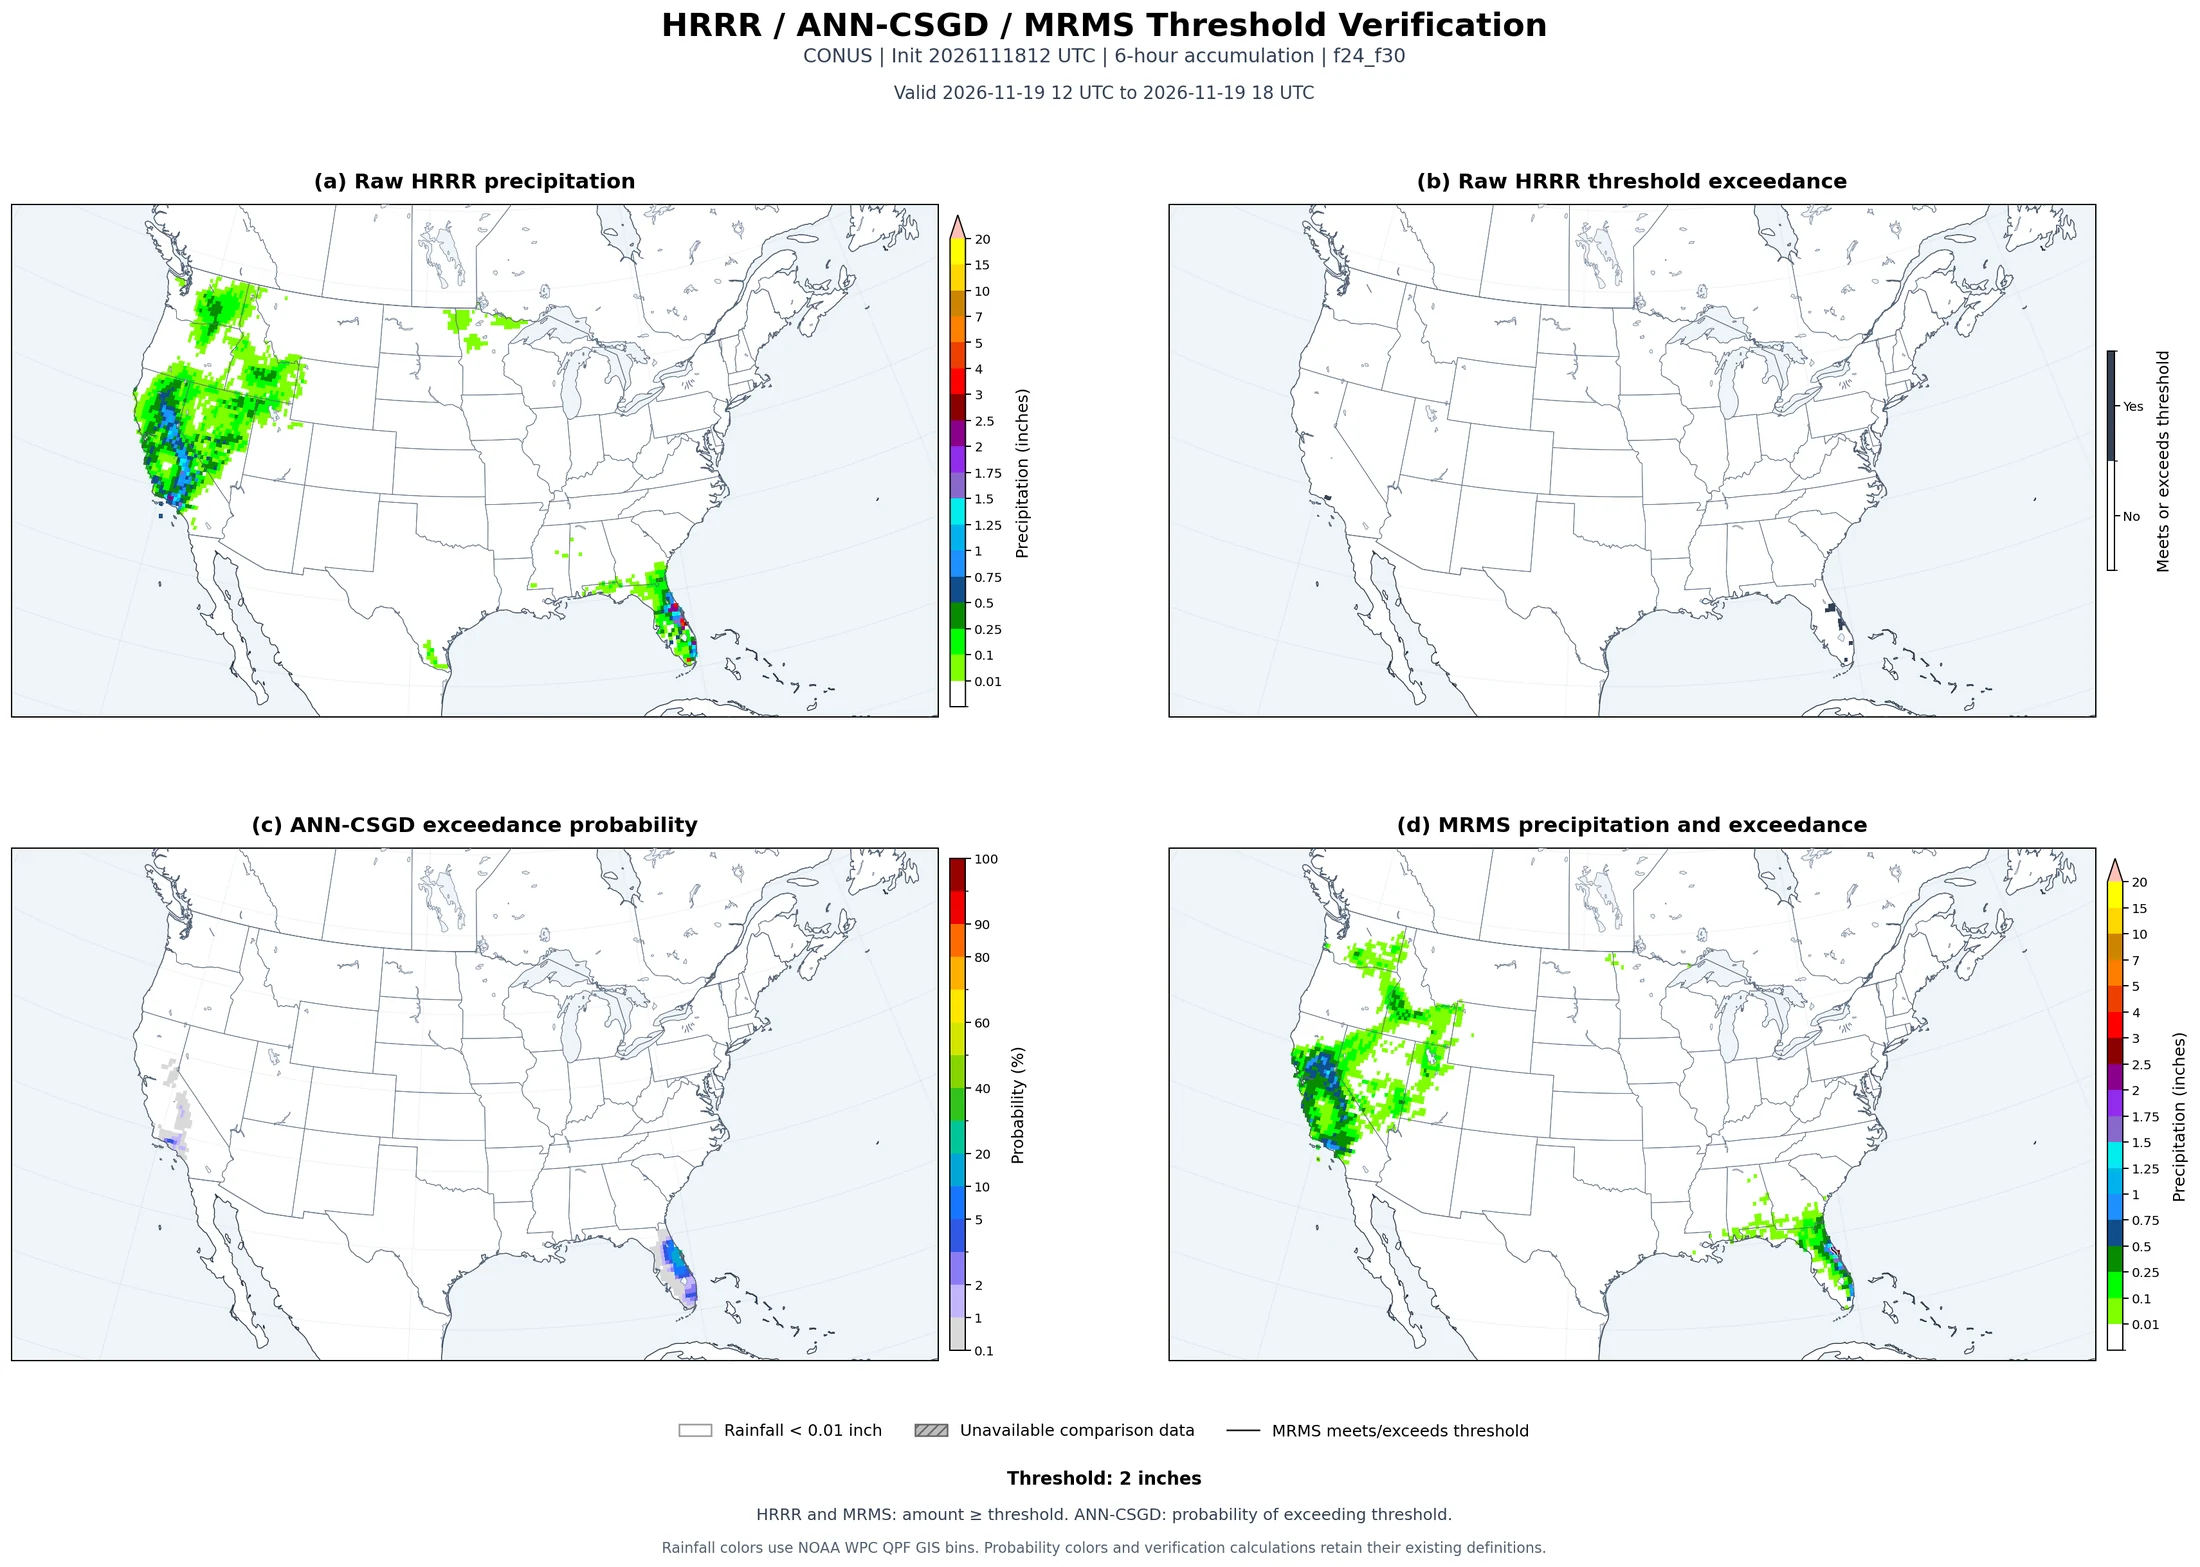 HRRR / ANN-CSGD / MRMS Threshold Verification
CONUS | Init 2026111812 UTC | 6-hour accumulation | f24_f30
Valid 2026-11-19 12 UTC to 2026-11-19 18 UTC
(a) Raw HRRR precipitation
20
15
10
7
5
4
3
2.5
2
1.75
1.5
1.25
1
0.75
0.5
0.25
0.1
0.01
Precipitation (inches)
(b) Raw HRRR threshold exceedance
Yes
No
Meets or exceeds threshold
(c) ANN-CSGD exceedance probability
100
90
80
60
40
20
10
5
2
1
0.1
Probability (%)
(d) MRMS precipitation and exceedance
20
15
10
7
5
4
3
2.5
2
1.75
1.5
1.25
1
0.75
0.5
0.25
0.1
0.01
Precipitation (inches)
Rainfall < 0.01 inch
Unavailable comparison data
MRMS meets/exceeds threshold
Threshold: 2 inches
HRRR and MRMS: amount ≥ threshold. ANN-CSGD: probability of exceeding threshold.
Rainfall colors use NOAA WPC QPF GIS bins. Probability colors and verification calculations retain their existing definitions.